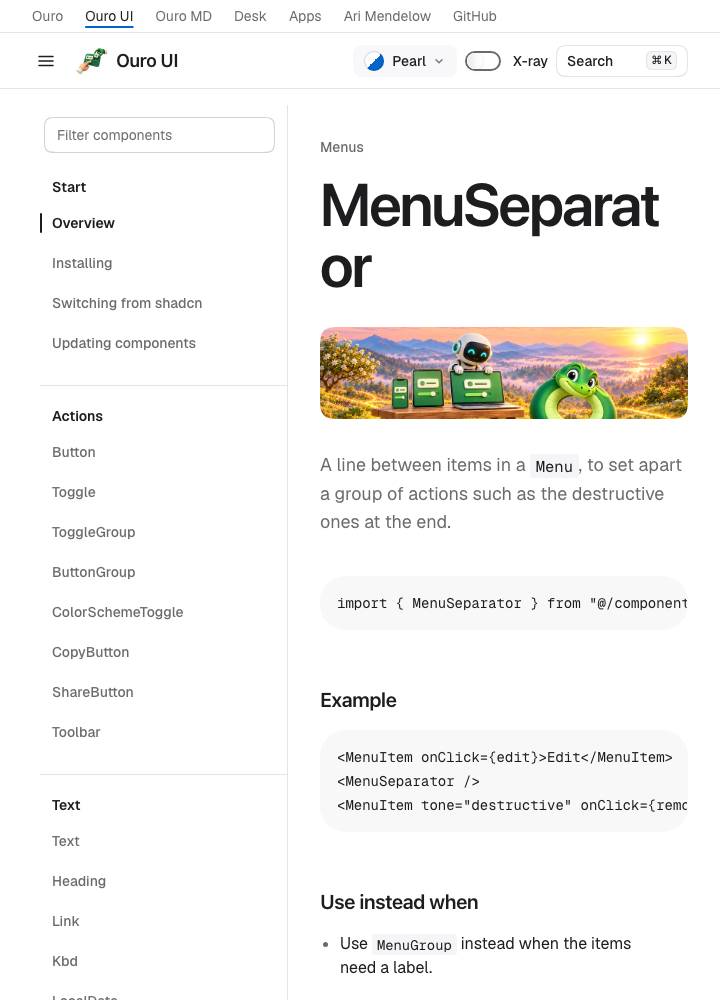 Ouro Ouro UI Ouro MD Desk Apps Ari Mendelow GitHub
Ouro UI Pearl X-ray Search ⌘ K
Filter components
Start
Overview
Installing
Switching from shadcn
Updating components
Actions
Button
Toggle
ToggleGroup
ButtonGroup
ColorSchemeToggle
CopyButton
ShareButton
Toolbar
Text
Text
Heading
Link
Kbd
Menus
MenuSeparat
or
A line between items in a Menu, to set apart
a group of actions such as the destructive
ones at the end.
import { MenuSeparator } from "@/component
Example
<MenuItem onClick={edit}>Edit</MenuItem>
<MenuSeparator />
<MenuItem tone="destructive" onClick={remo
Use instead when
Use MenuGroup instead when the items
need a label.